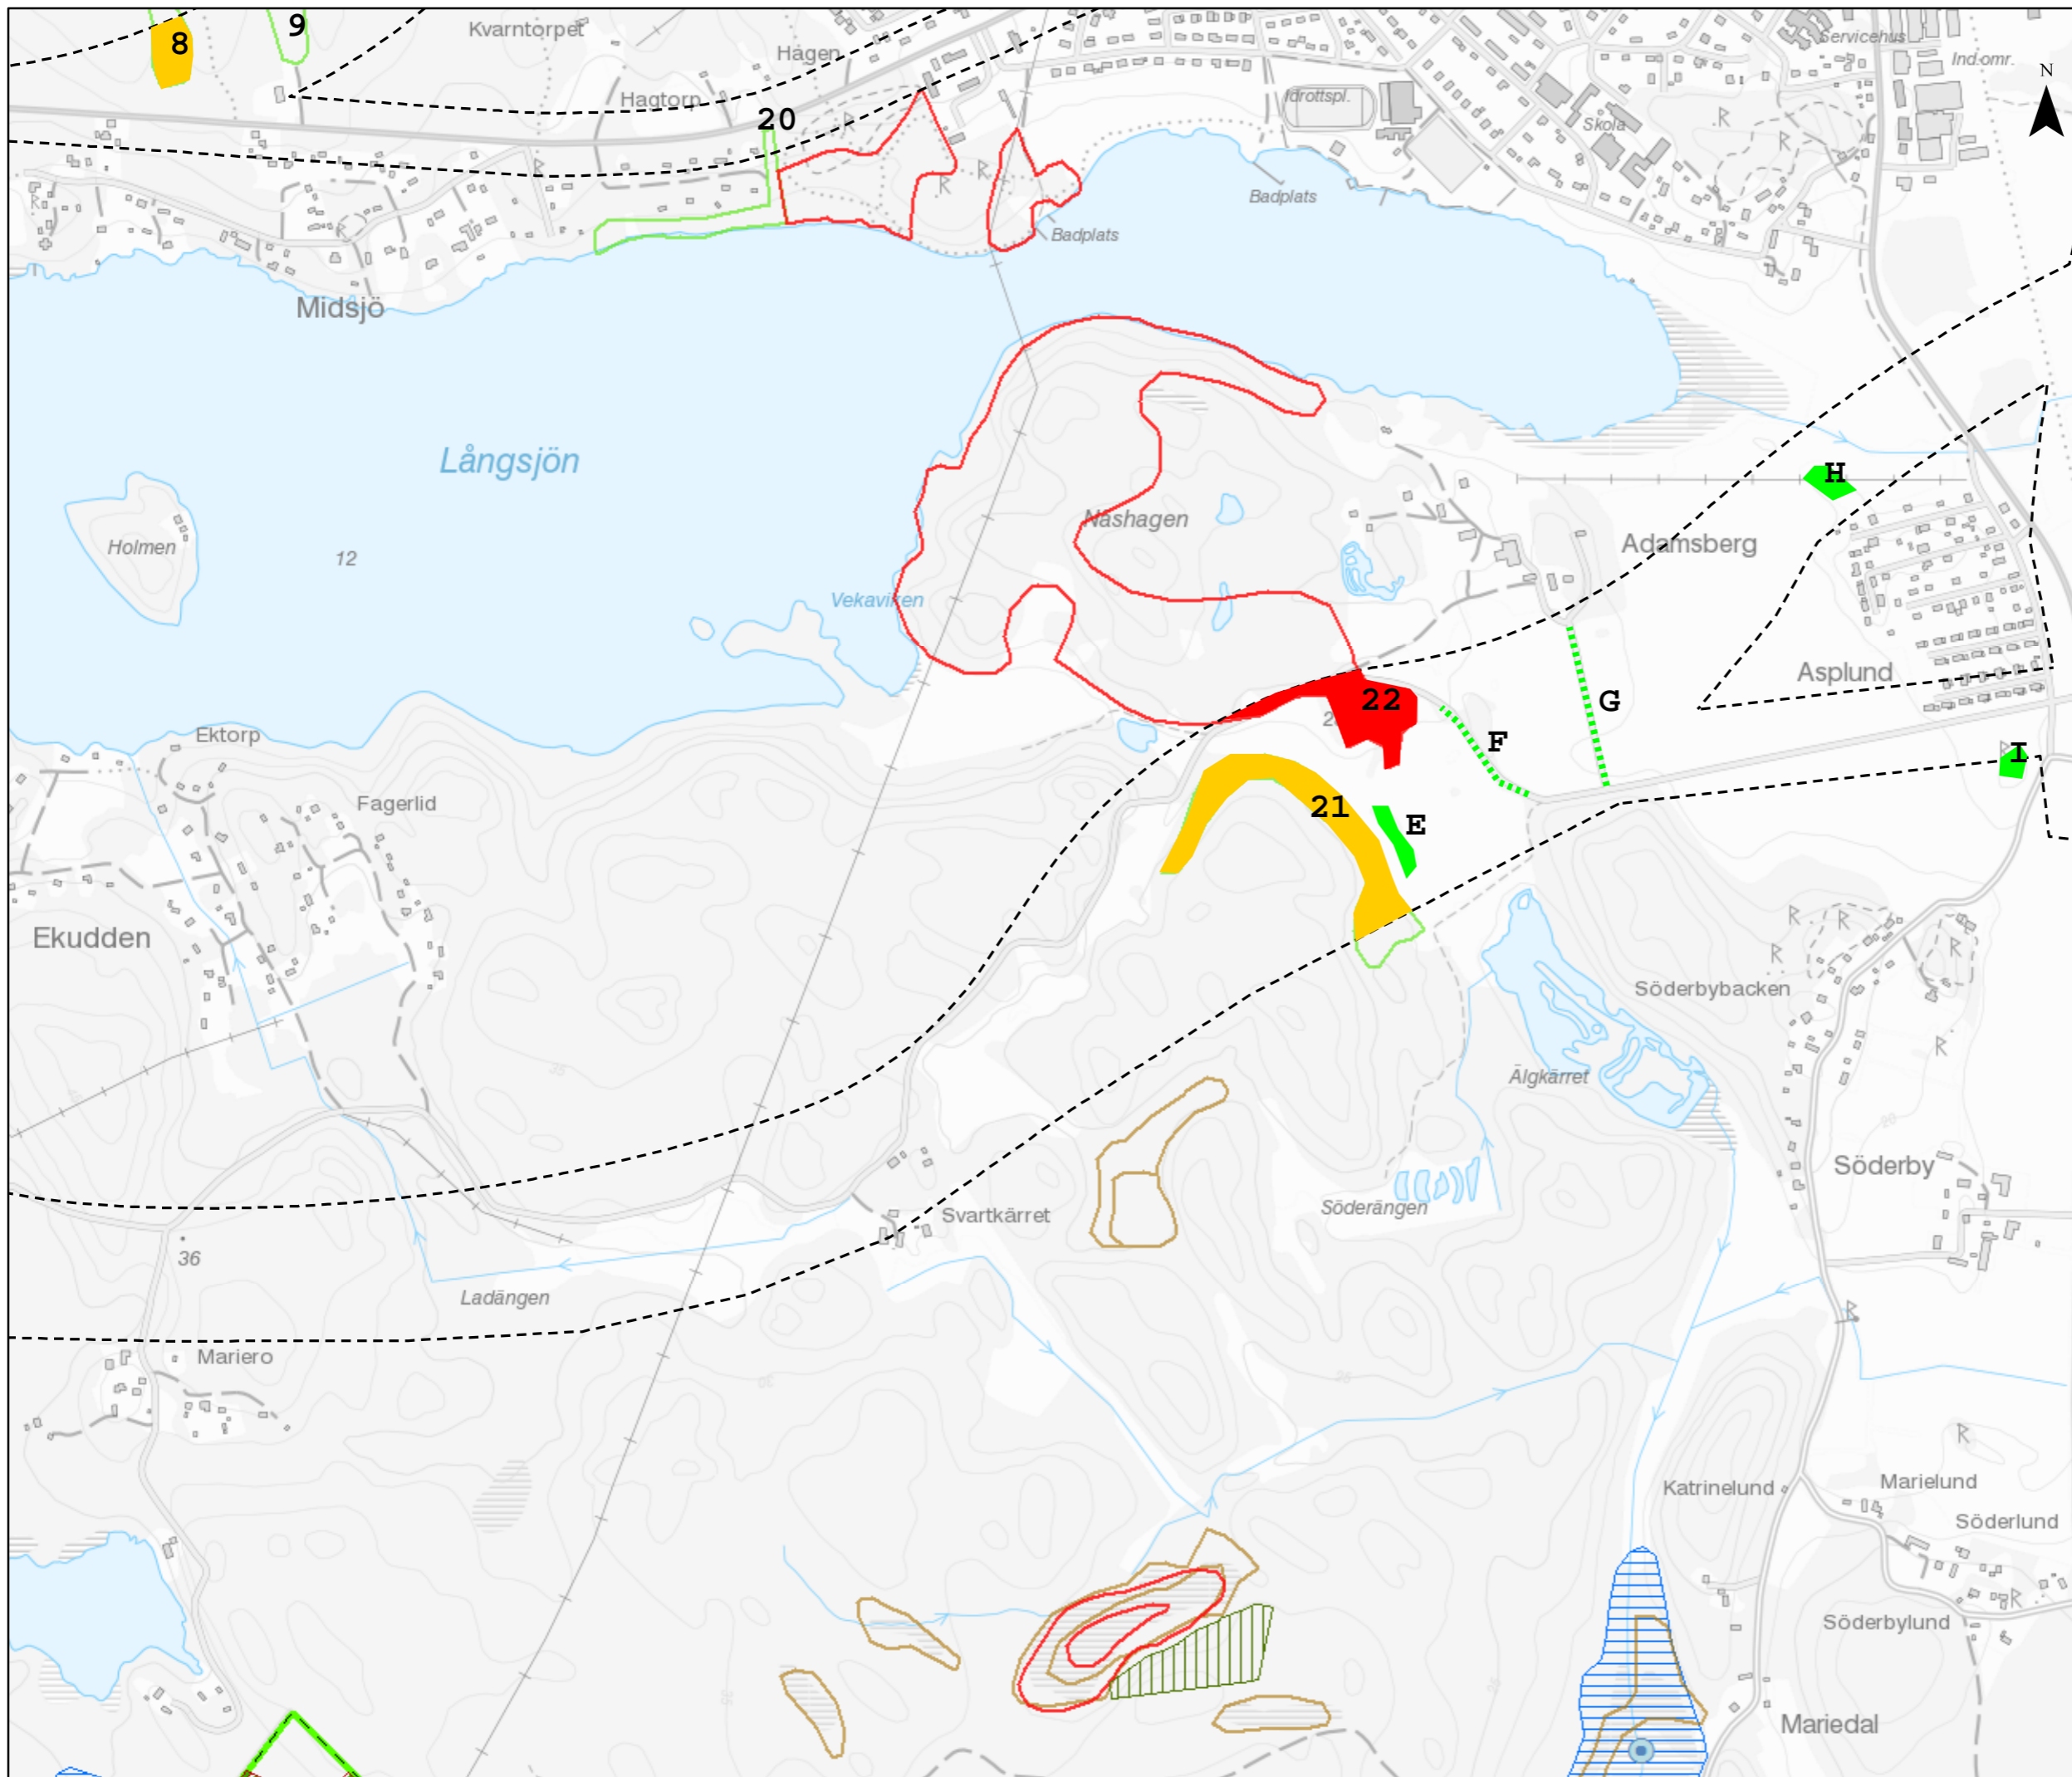 8
9
Kvarntorpet
Hagen
Servicehus
Ind.omr.
N
Hagtorp
20
Idrottspl.
Skola
Badplats
Badplats
Midsjö
Långsjön
Näshagen
H
Holmen
12
Adamsberg
Vekaviken
Asplund
22
G
Ektorp
F
I
Fagerlid
21
E
Ekudden
Söderbybacken
Älgkärret
Söderby
Svartkärret
Söderängen
36
Ladängen
Mariero
Katrinelund
Marielund
Söderlund
Söderbylund
Mariedal